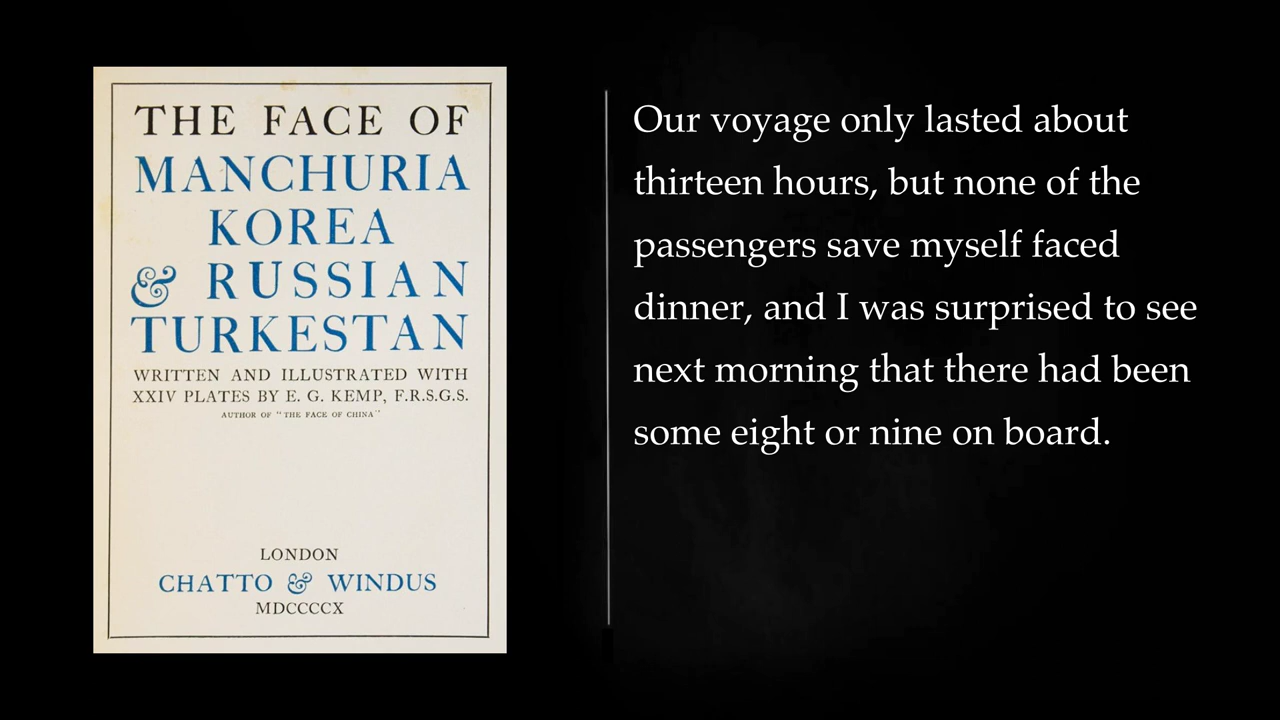 THE FACE OF
MANCHURIA
KOREA
& RUSSIAN
TURKESTAN
WRITTEN AND ILLUSTRATED WITH
XXIV PLATES BY E. G. KEMP, F.R.S.G.S.
AUTHOR OF "THE FACE OF CHINA"
LONDON
CHATTO & WINDUS
MDCCCCX
Our voyage only lasted about
thirteen hours, but none of the
passengers save myself faced
dinner, and I was surprised to see
next morning that there had been
some eight or nine on board.